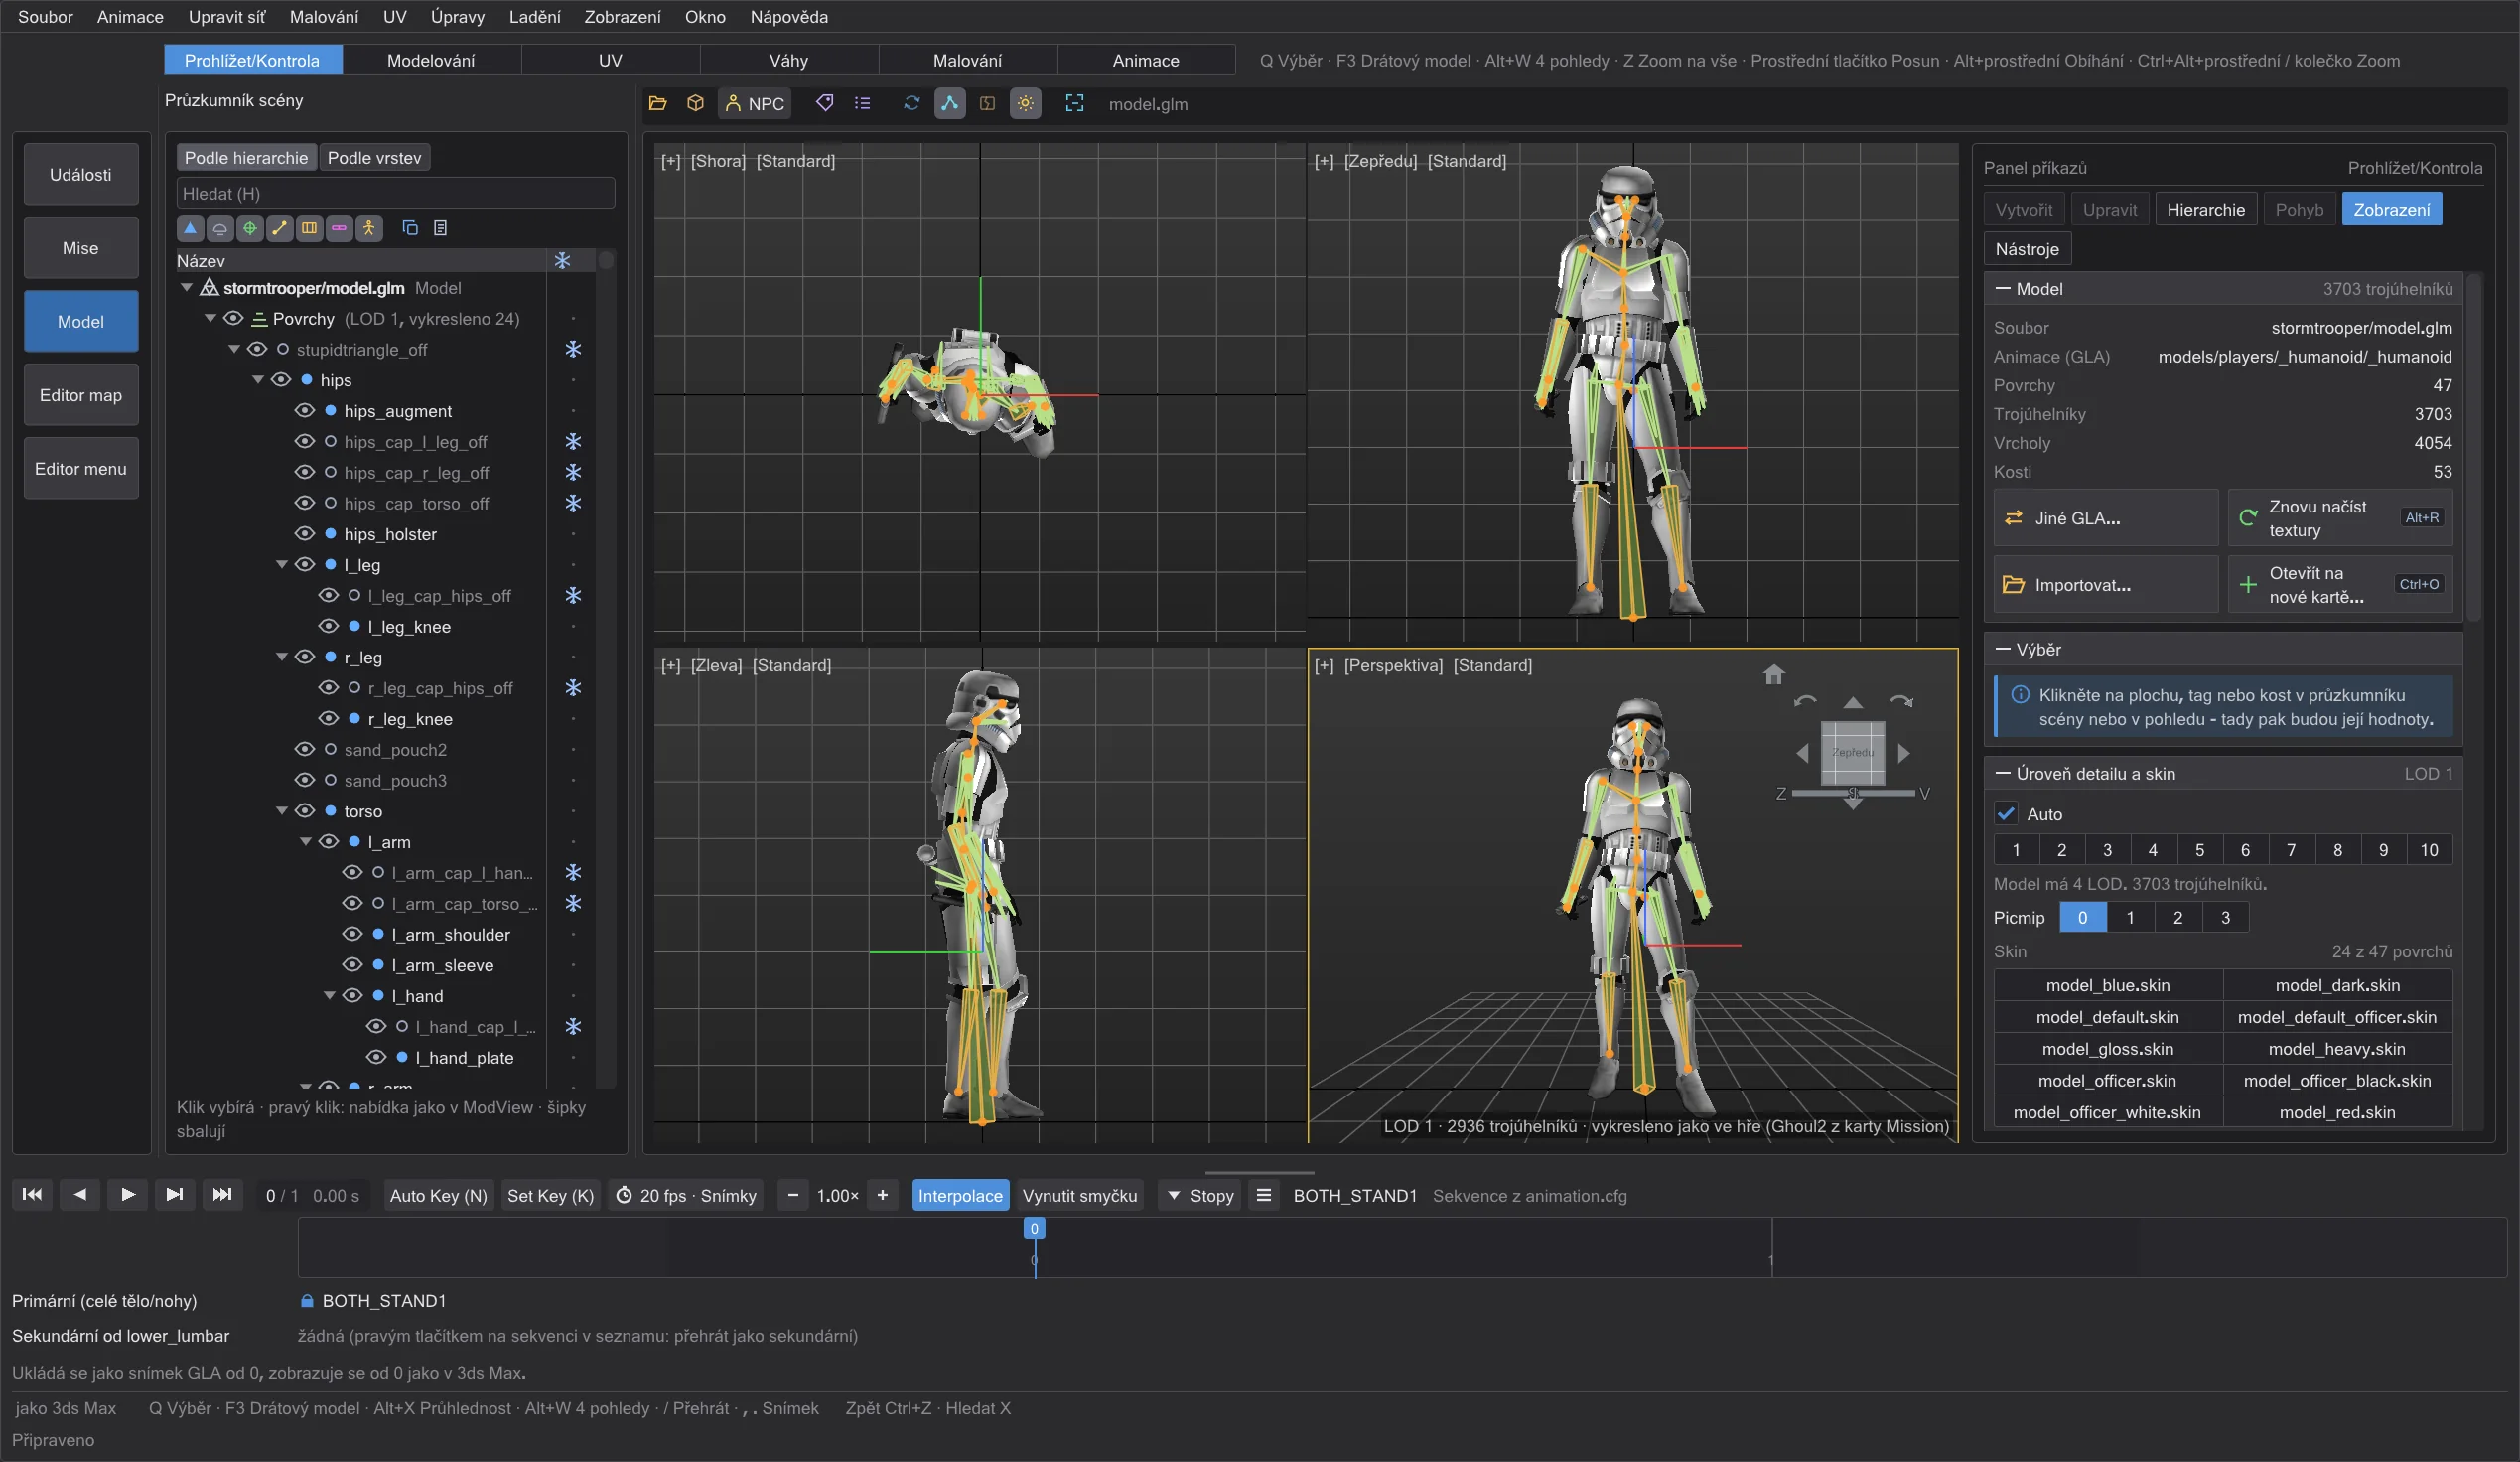 Soubor Animace Upravit síť Malování UV Úpravy Ladění Zobrazení Okno Nápověda
Prohlížet/Kontrola Modelování UV Váhy Malování Animace Q Výběr · F3 Drátový model · Alt+W 4 pohledy · Z Zoom na vše · Prostřední tlačítko Posun · Alt+prostřední Obíhání · Ctrl+Alt+prostřední / kolečko Zoom
Průzkumník scény
NPC model.glm
Události
Mise
Model
Editor map
Editor menu
Podle hierarchie Podle vrstev
Hledat (H)
Název
stormtrooper/model.glm Model
Povrchy (LOD 1, vykresleno 24)
stupidtriangle_off
hips
hips_augment
hips_cap_l_leg_off
hips_cap_r_leg_off
hips_cap_torso_off
hips_holster
l_leg
l_leg_cap_hips_off
l_leg_knee
r_leg
r_leg_cap_hips_off
r_leg_knee
sand_pouch2
sand_pouch3
torso
l_arm
l_arm_cap_l_han...
l_arm_cap_torso_...
l_arm_shoulder
l_arm_sleeve
l_hand
l_hand_cap_l_...
l_hand_plate
r_arm
Klik vybírá · pravý klik: nabídka jako v ModView · šipky
sbalují
[+] [Shora] [Standard]
[+] [Zepředu] [Standard]
[+] [Zleva] [Standard]
[+] [Perspektiva] [Standard]
Zepředu
Z V
LOD 1 · 2936 trojúhelníků · vykresleno jako ve hře (Ghoul2 z karty Mission)
Panel příkazů Prohlížet/Kontrola
Vytvořit Upravit Hierarchie Pohyb Zobrazení
Nástroje
Model 3703 trojúhelníků
Soubor stormtrooper/model.glm
Animace (GLA) models/players/_humanoid/_humanoid
Povrchy 47
Trojúhelníky 3703
Vrcholy 4054
Kosti 53
Jiné GLA...
Znovu načíst
textury
Alt+R
Importovat...
Otevřít na
nové kartě...
Ctrl+O
Výběr
Klikněte na plochu, tag nebo kost v průzkumníku
scény nebo v pohledu - tady pak budou její hodnoty.
Úroveň detailu a skin LOD 1
Auto
1 2 3 4 5 6 7 8 9 10
Model má 4 LOD. 3703 trojúhelníků.
Picmip 0 1 2 3
Skin 24 z 47 povrchů
model_blue.skin model_dark.skin
model_default.skin model_default_officer.skin
model_gloss.skin model_heavy.skin
model_officer.skin model_officer_black.skin
model_officer_white.skin model_red.skin
0 / 1 0.00 s Auto Key (N) Set Key (K) 20 fps · Snímky − 1.00× + Interpolace Vynutit smyčku Stopy BOTH_STAND1 Sekvence z animation.cfg
0
0 1
Primární (celé tělo/nohy) BOTH_STAND1
Sekundární od lower_lumbar žádná (pravým tlačítkem na sekvenci v seznamu: přehrát jako sekundární)
Ukládá se jako snímek GLA od 0, zobrazuje se od 0 jako v 3ds Max.
jako 3ds Max Q Výběr · F3 Drátový model · Alt+X Průhlednost · Alt+W 4 pohledy · / Přehrát · , . Snímek Zpět Ctrl+Z · Hledat X
Připraveno